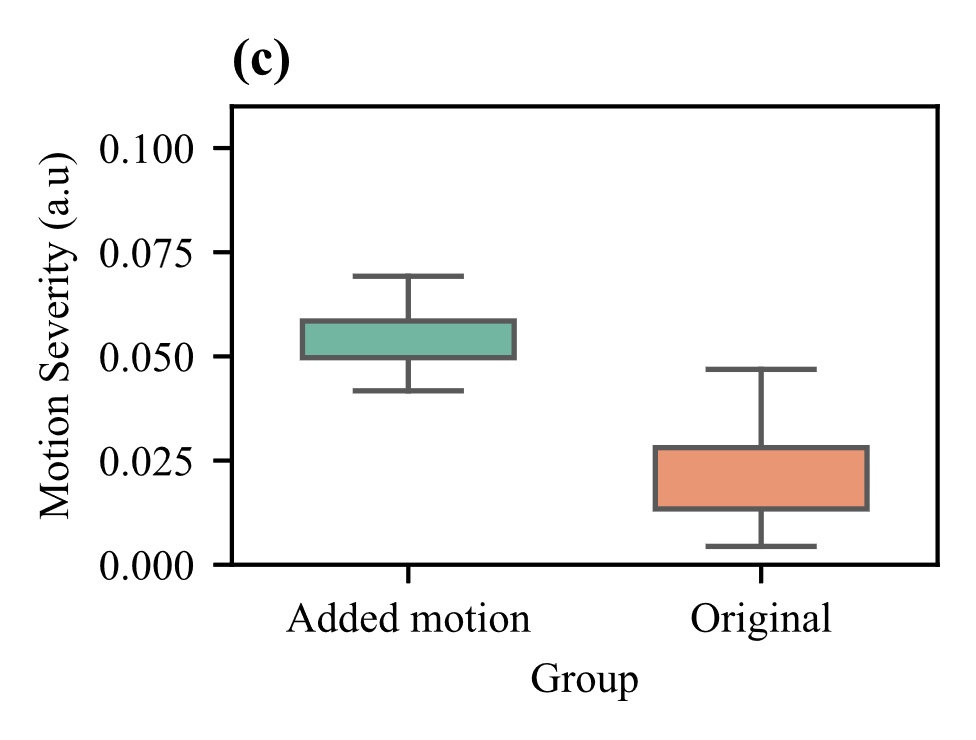 (c)
Motion Severity (a.u)
0.100
0.075
0.050
0.025
0.000
Added motion
Original
Group